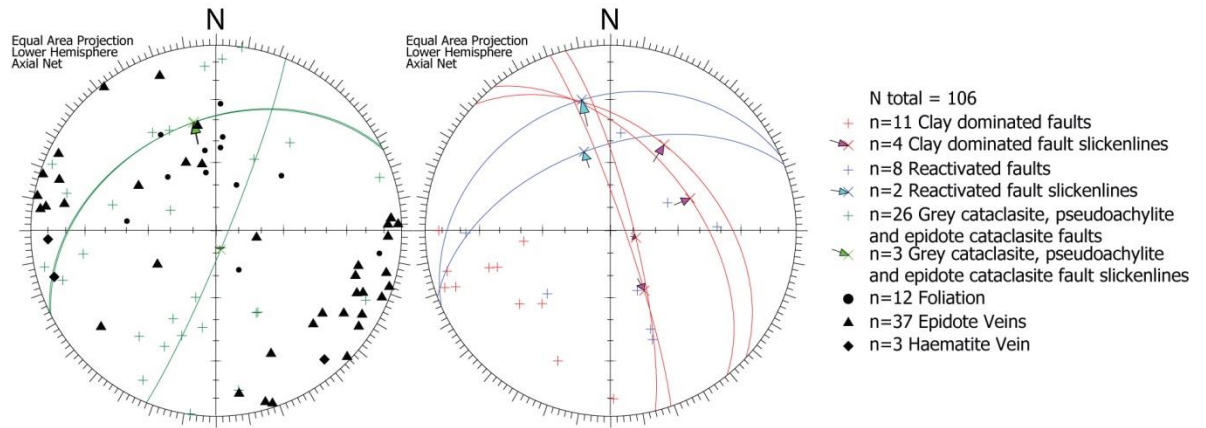 N
Equal Area Projection
Lower Hemisphere
Axial Net
N
Equal Area Projection
Lower Hemisphere
Axial Net
N total = 106
n=11 Clay dominated faults
n=4 Clay dominated fault slickenlines
n=8 Reactivated faults
n=2 Reactivated fault slickenlines
n=26 Grey cataclasite, pseudoachylite
and epidote cataclasite faults
n=3 Grey cataclasite, pseudoachylite
and epidote cataclasite fault slickenlines
n=12 Foliation
n=37 Epidote Veins
n=3 Haematite Vein